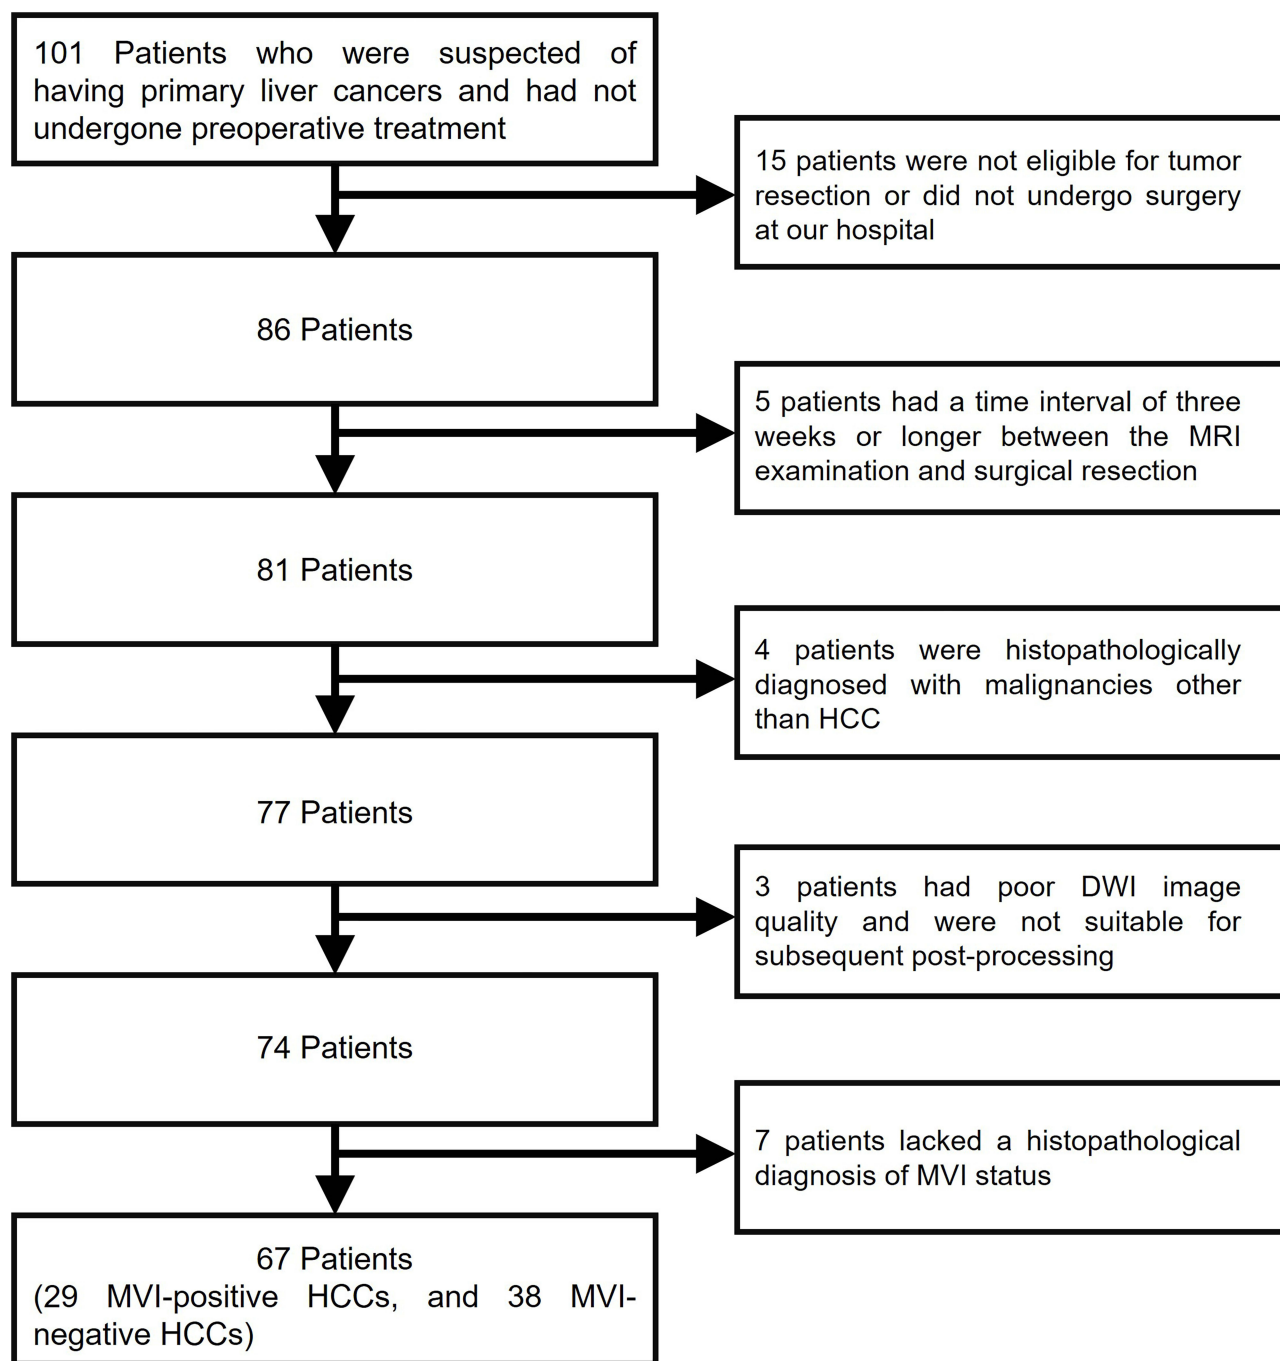 101 Patients who were suspected of
having primary liver cancers and had not
undergone preoperative treatment
15 patients were not eligible for tumor
resection or did not undergo surgery
at our hospital
86 Patients
5 patients had a time interval of three
weeks or longer between the MRI
examination and surgical resection
81 Patients
4 patients were histopathologically
diagnosed with malignancies other
than HCC
77 Patients
3 patients had poor DWI image
quality and were not suitable for
subsequent post-processing
74 Patients
7 patients lacked a histopathological
diagnosis of MVI status
67 Patients
(29 MVI-positive HCCs, and 38 MVI-
negative HCCs)